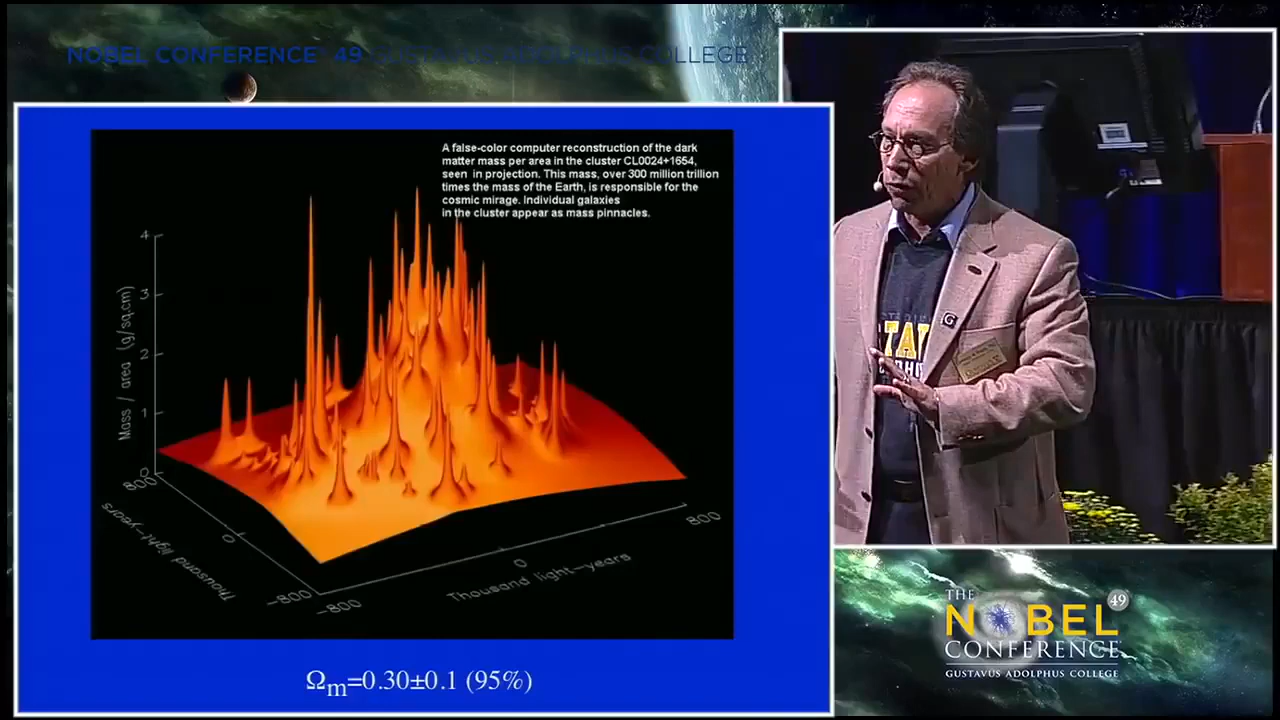 NOBEL CONFERENCE® 49 GUSTAVUS ADOLPHUS COLLEGE
A false-color computer reconstruction of the dark
matter mass per area in the cluster CL0024+1654,
seen in projection. This mass, over 300 million trillion
times the mass of the Earth, is responsible for the
cosmic mirage. Individual galaxies
in the cluster appear as mass pinnacles.
4
3
2
1
0
Mass / area (g/sq.cm)
800
0
-800
Thousand light-years
-800
0
800
Thousand light-years
Ωm=0.30±0.1 (95%)
TAV
G
THE
NOBEL 49
CONFERENCE
GUSTAVUS ADOLPHUS COLLEGE